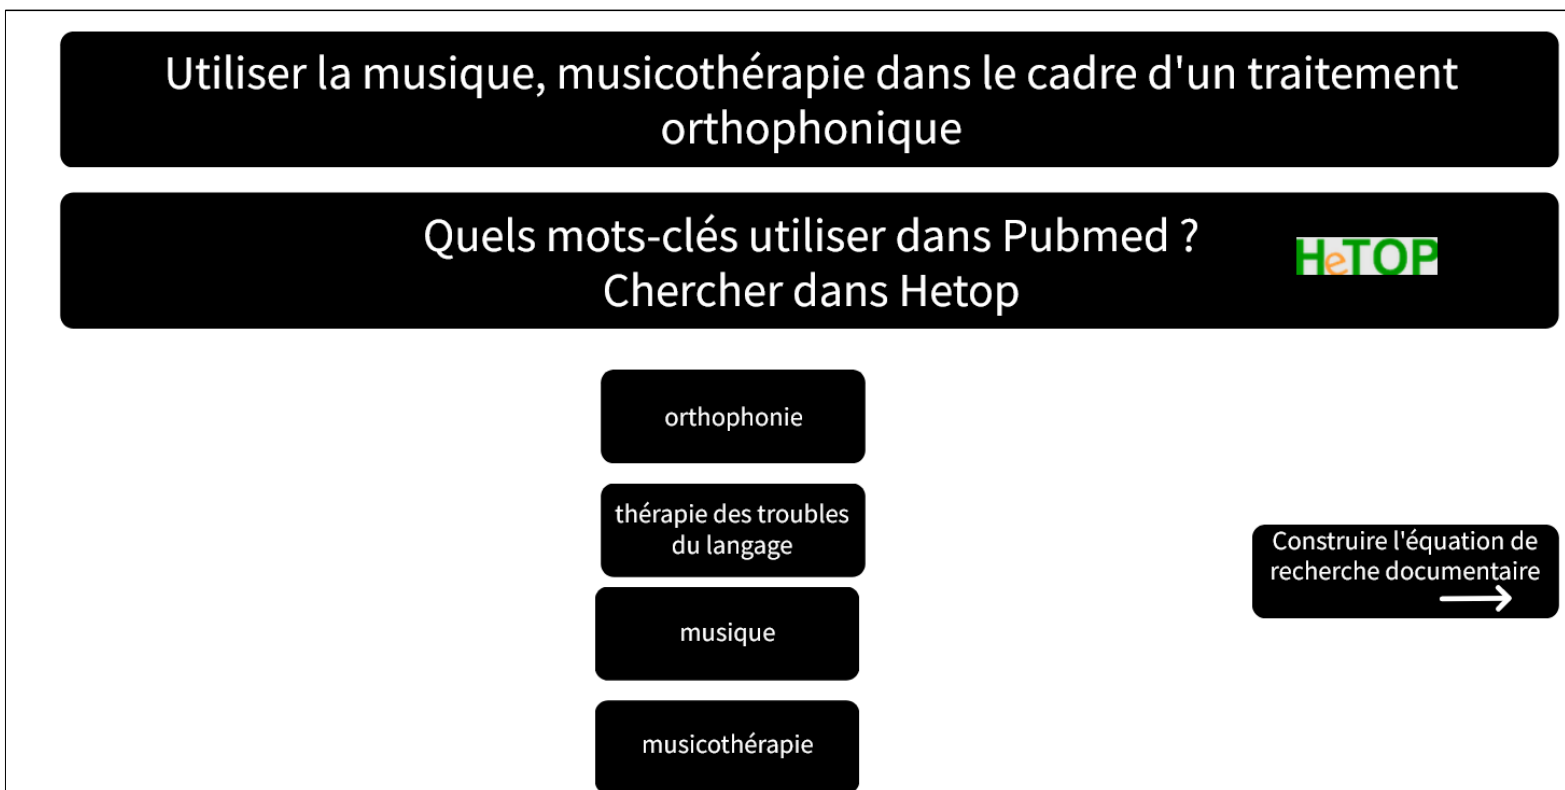 Utiliser la musique, musicothérapie dans le cadre d'un traitement
orthophonique
Quels mots-clés utiliser dans Pubmed ?
Chercher dans Hetop
HeTOP
orthophonie
thérapie des troubles
du langage
musique
musicothérapie
Construire l'équation de
recherche documentaire